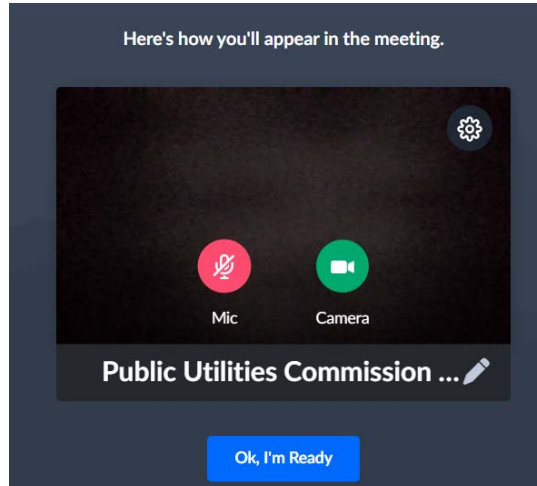 Here's how you'll appear in the meeting.
Mic
Camera
Public Utilities Commission ...
Ok, I'm Ready